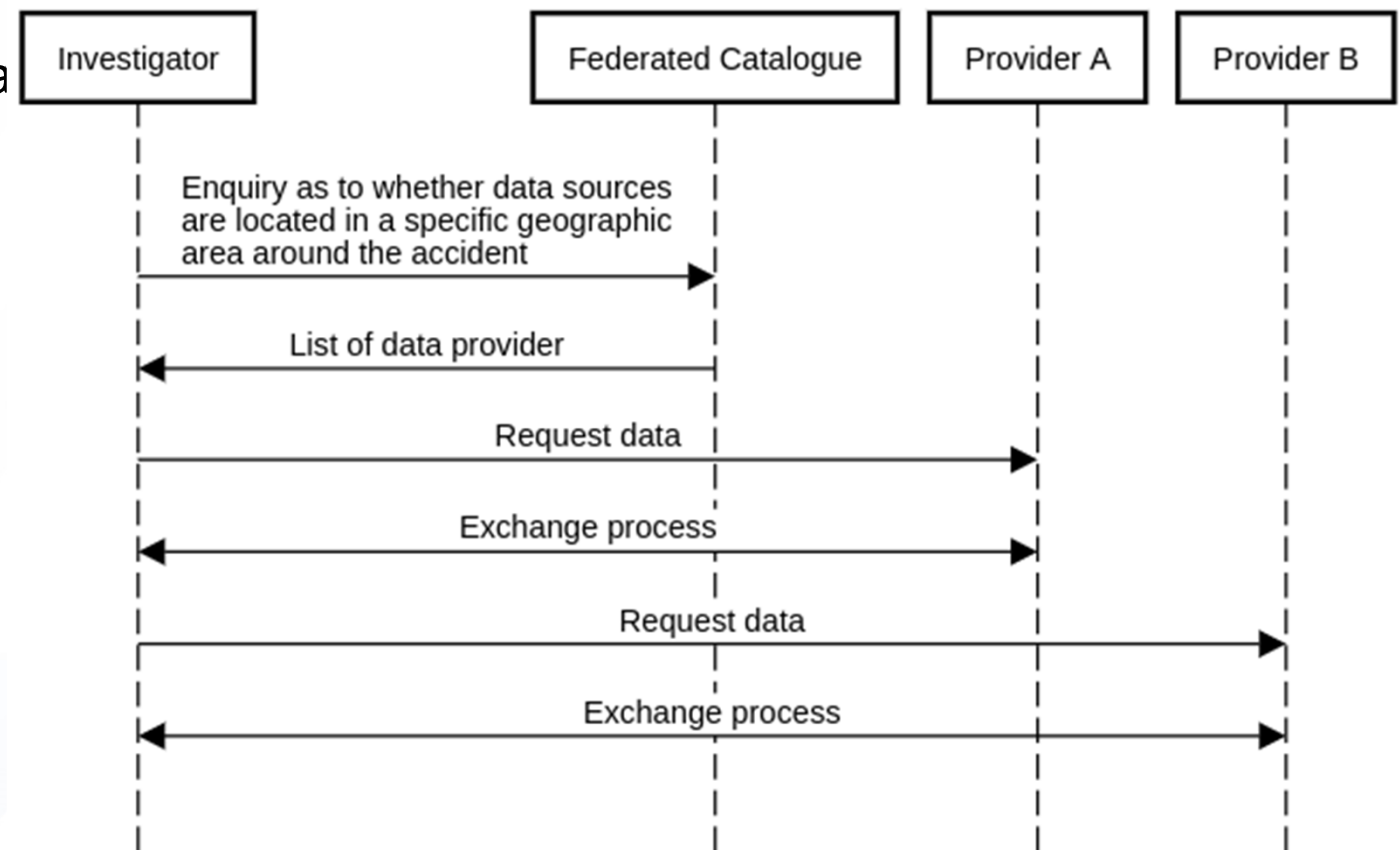 Investigator
Federated Catalogue
Provider A
Provider B
a
Enquiry as to whether data sources
are located in a specific geographic
area around the accident
List of data provider
Request data
Exchange process
Request data
Exchange process